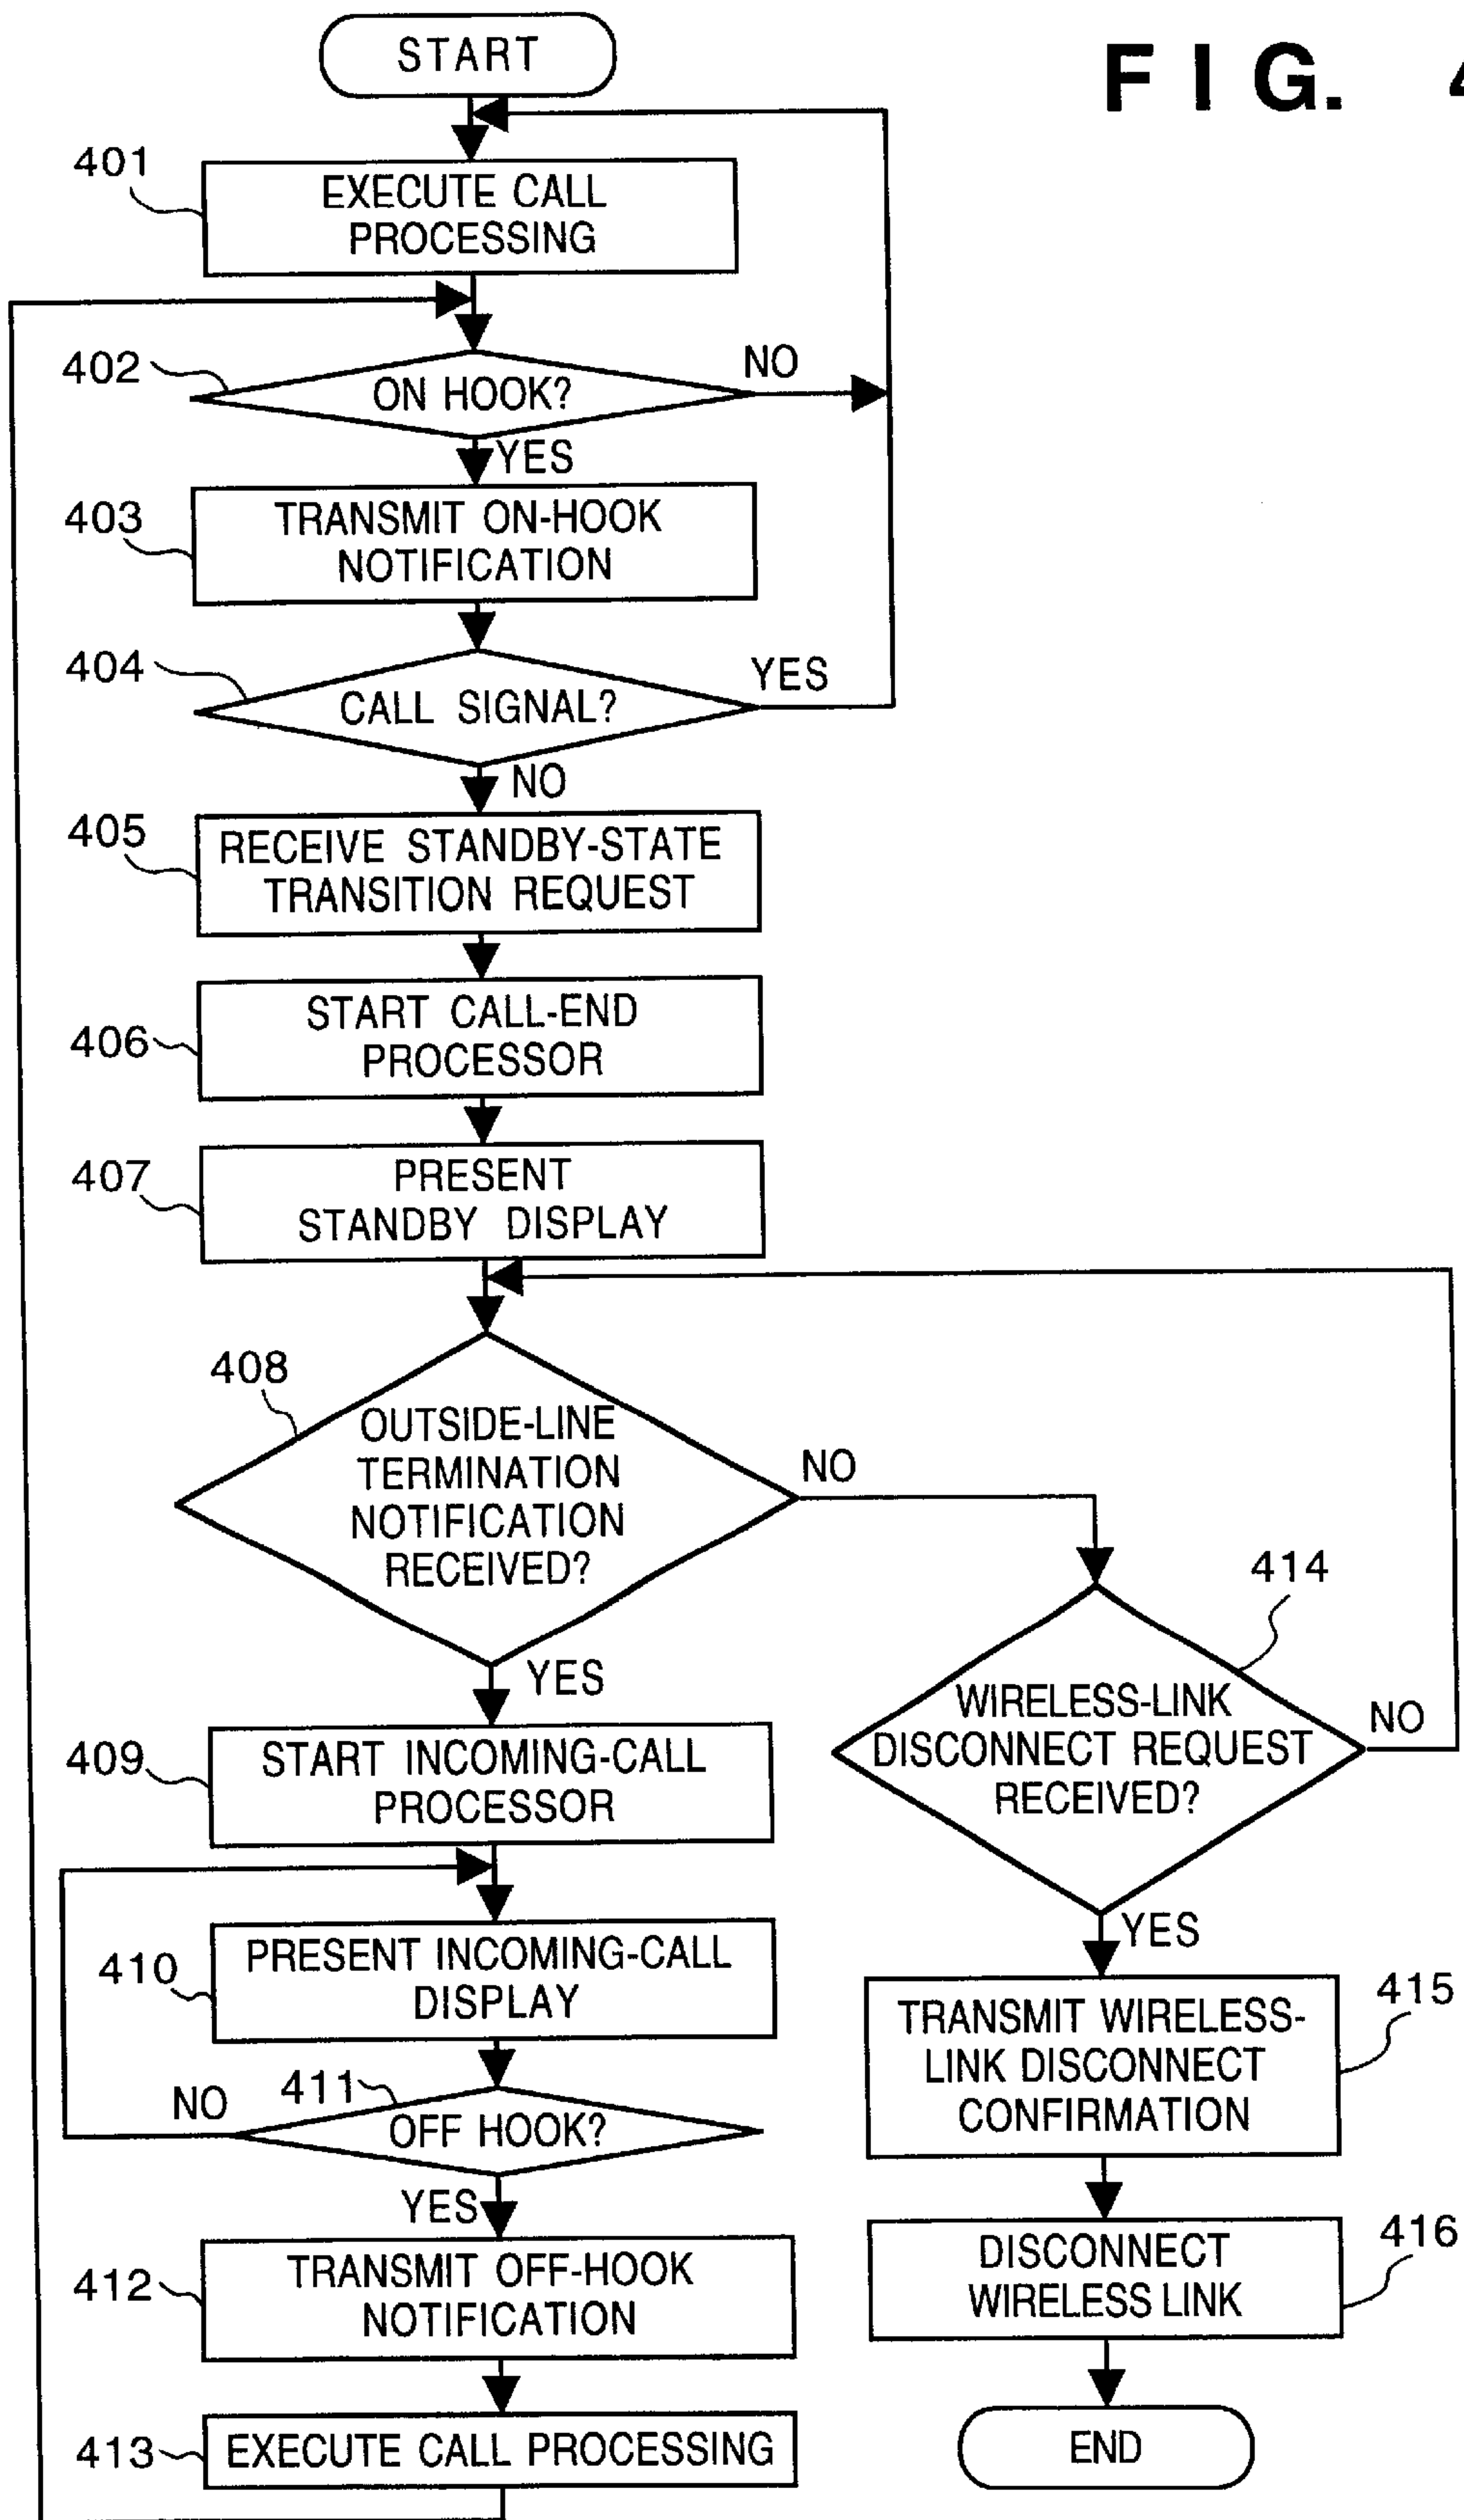 START
FIG. 4
401
EXECUTE CALL
PROCESSING
402
ON HOOK?
NO
YES
403
TRANSMIT ON-HOOK
NOTIFICATION
404
CALL SIGNAL?
YES
NO
405
RECEIVE STANDBY-STATE
TRANSITION REQUEST
406
START CALL-END
PROCESSOR
407
PRESENT
STANDBY DISPLAY
408
OUTSIDE-LINE
TERMINATION
NOTIFICATION
RECEIVED?
NO
YES
414
WIRELESS-LINK
DISCONNECT REQUEST
RECEIVED?
NO
YES
409
START INCOMING-CALL
PROCESSOR
410
PRESENT INCOMING-CALL
DISPLAY
411
OFF HOOK?
NO
YES
412
TRANSMIT OFF-HOOK
NOTIFICATION
413
EXECUTE CALL PROCESSING
415
TRANSMIT WIRELESS-
LINK DISCONNECT
CONFIRMATION
416
DISCONNECT
WIRELESS LINK
END